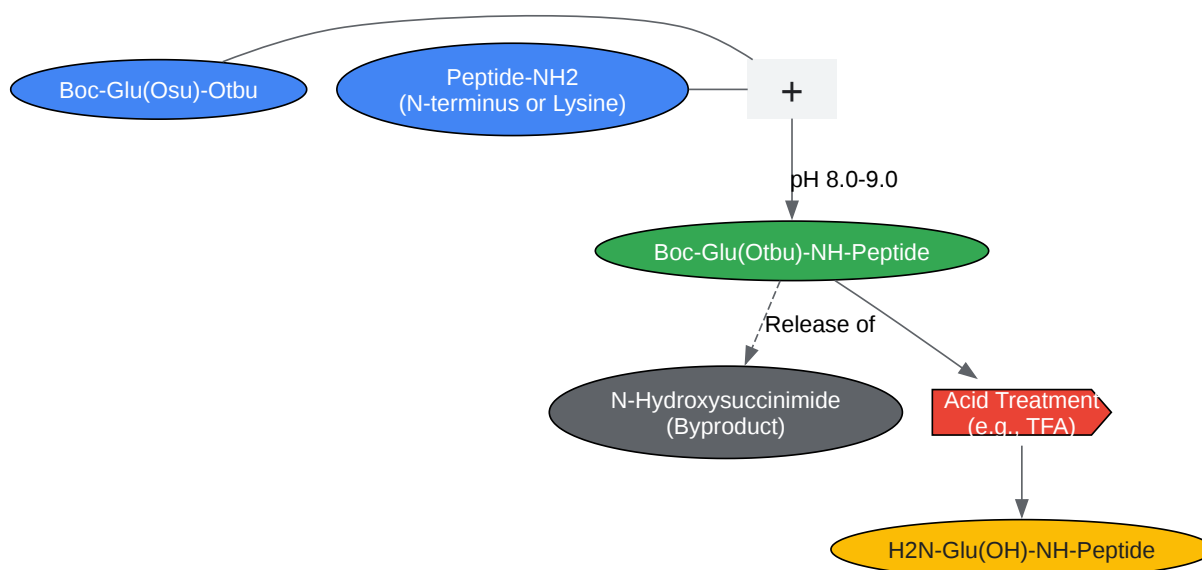 Boc-Glu(Osu)-Otbu
Peptide-NH2
(N-terminus or Lysine)
+
pH 8.0-9.0
Boc-Glu(Otbu)-NH-Peptide
Release of
N-Hydroxysuccinimide
(Byproduct)
Acid Treatment
(e.g., TFA)
H2N-Glu(OH)-NH-Peptide